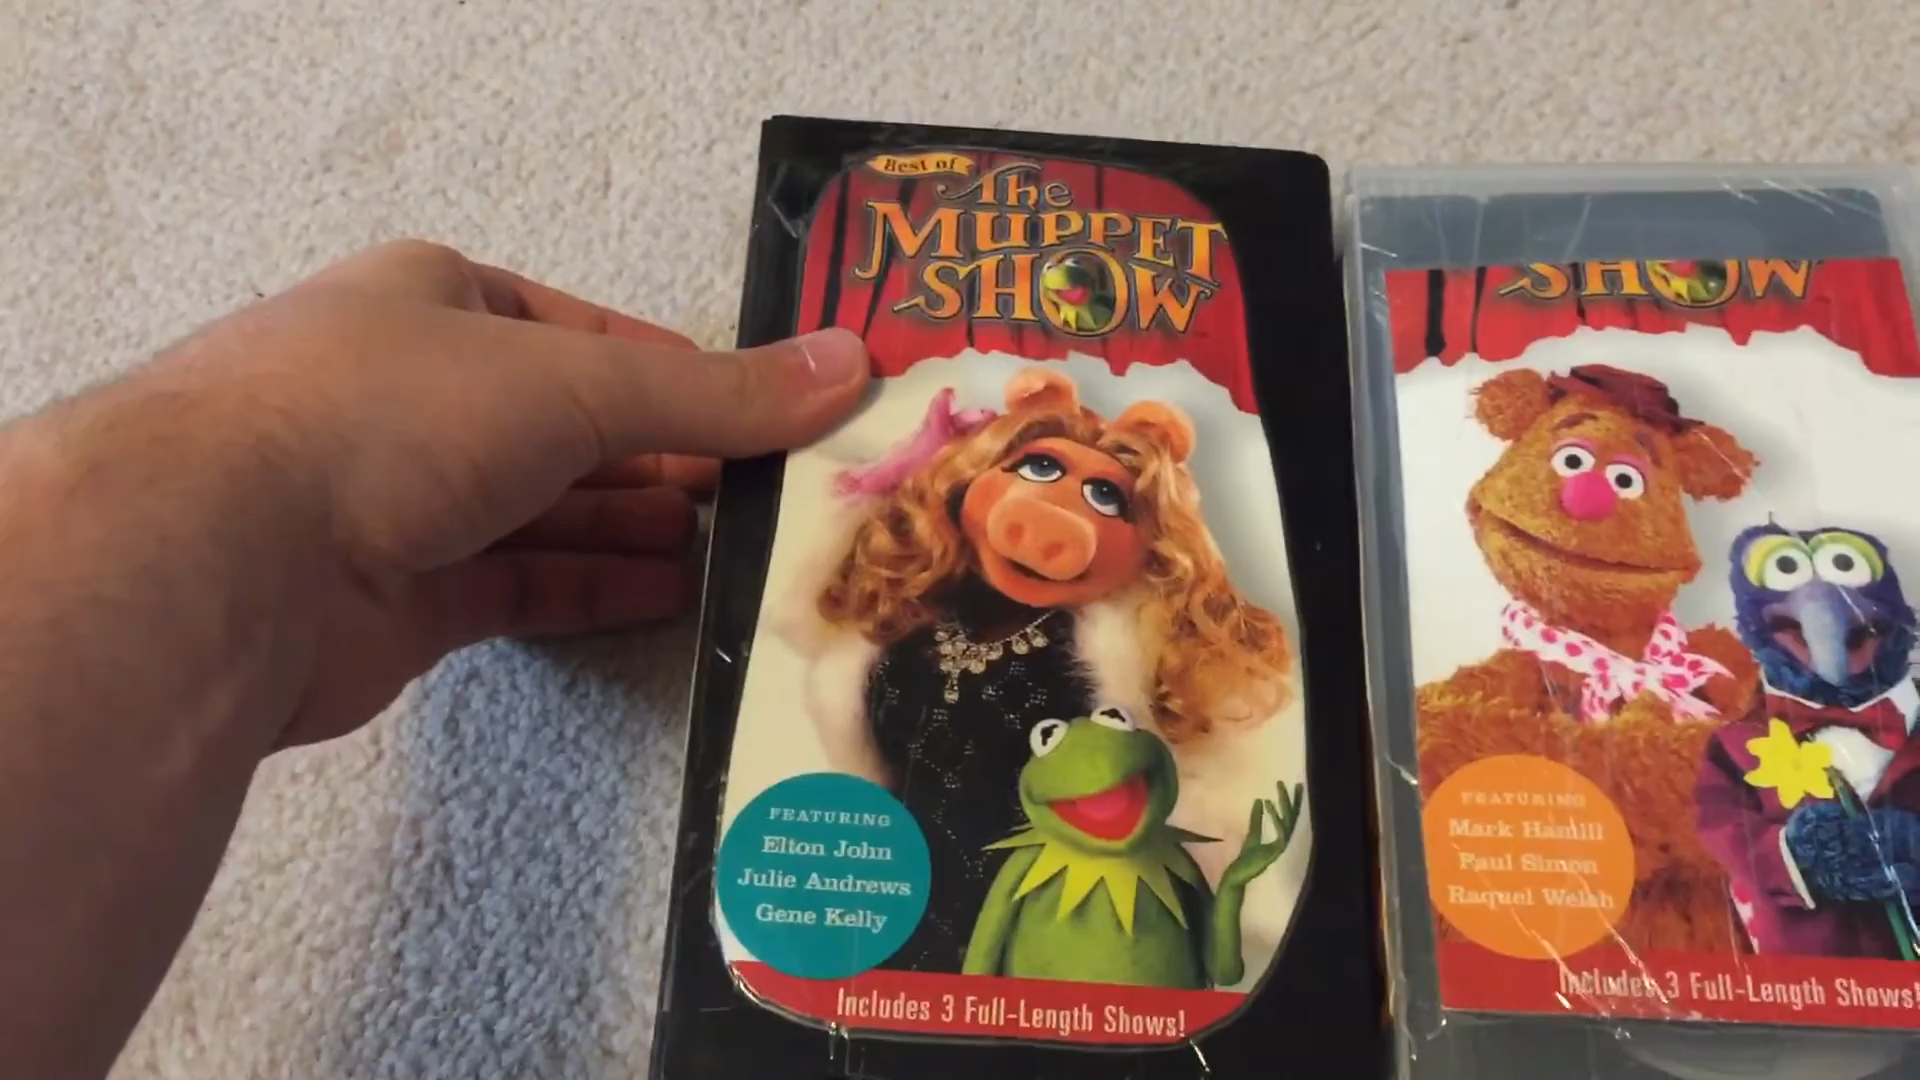 Best of
The
MUPPET
SHOW
FEATURING
Elton John
Julie Andrews
Gene Kelly
Includes 3 Full-Length Shows!
SHOW
FEATURING
Mark Hamill
Paul Simon
Raquel Welch
Includes 3 Full-Length Shows!